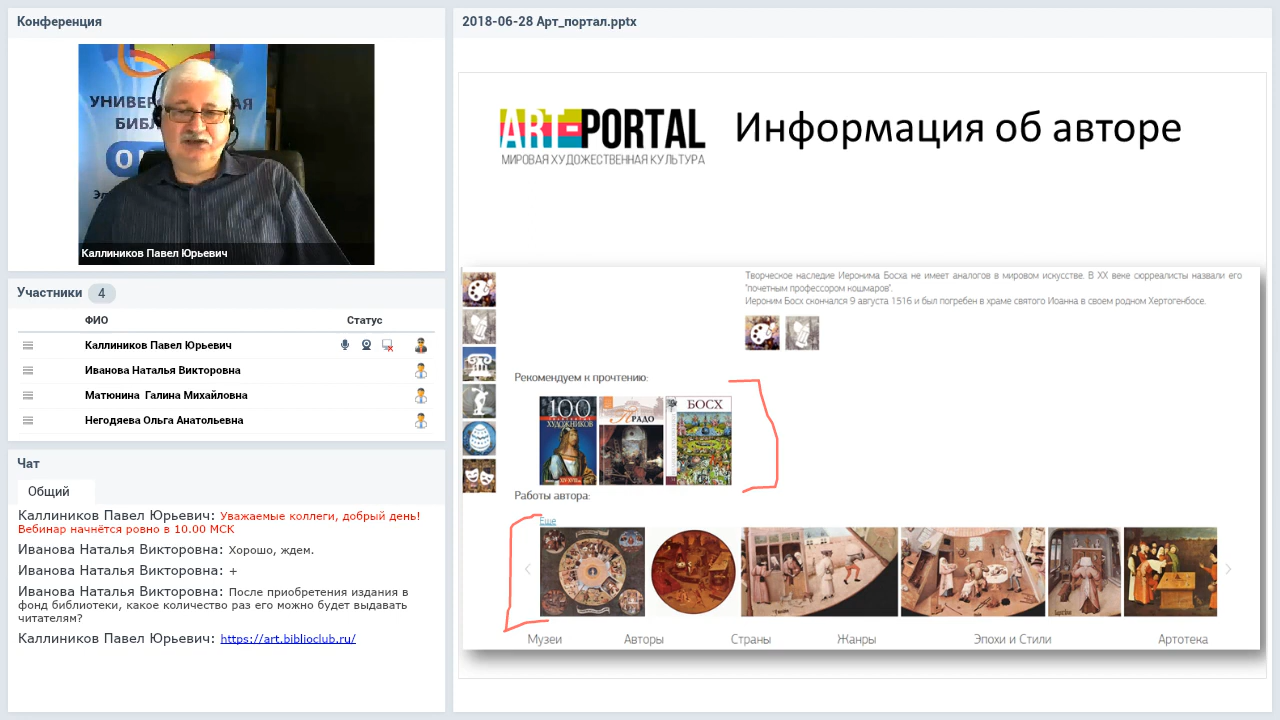 Конференция
УНИВЕРСИТЕТСКАЯ
БИБЛ
Каллиников Павел Юрьевич
Участники 4
ФИО Статус
Каллиников Павел Юрьевич
Иванова Наталья Викторовна
Матюнина Галина Михайловна
Негодяева Ольга Анатольевна
Чат
Общий
Каллиников Павел Юрьевич: Уважаемые коллеги, добрый день!
Вебинар начнётся ровно в 10.00 МСК
Иванова Наталья Викторовна: Хорошо, ждем.
Иванова Наталья Викторовна: +
Иванова Наталья Викторовна: После приобретения издания в
фонд библиотеки, какое количество раз его можно будет выдавать
читателям?
Каллиников Павел Юрьевич: https://art.biblioclub.ru/
2018-06-28 Арт_портал.pptx
ART-PORTAL
МИРОВАЯ ХУДОЖЕСТВЕННАЯ КУЛЬТУРА
Информация об авторе
Творческое наследие Иеронима Босха не имеет аналогов в мировом искусстве. В XX веке сюрреалисты назвали его
"почетным профессором кошмаров".
Иероним Босх скончался 9 августа 1516 и был погребен в храме святого Иоанна в своем родном Хертогенбосе.
Рекомендуем к прочтению:
100
ХУДОЖНИКОВ
ПРАДО
БОСХ
Работы автора:
Еще
Музеи Авторы Страны Жанры Эпохи и Стили Артотека